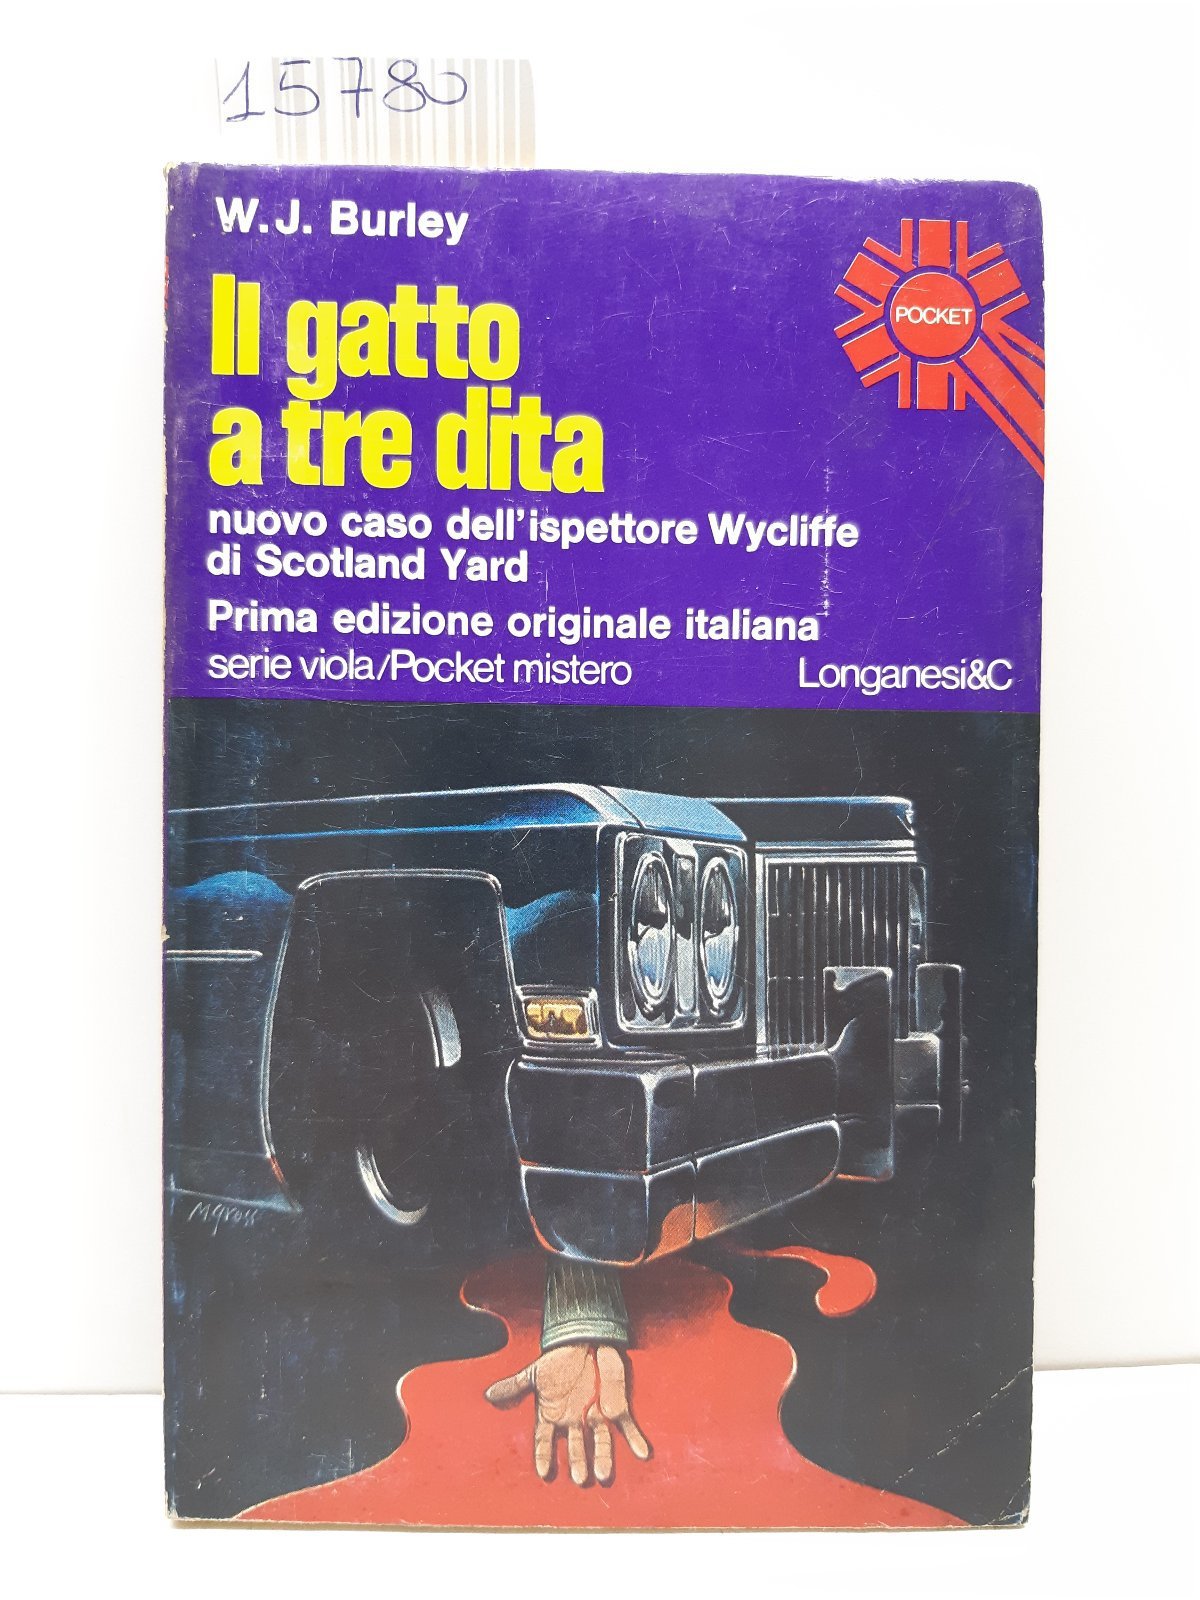 15780
W.J. Burley
POCKET
Il gatto
a tre dita
nuovo caso dell'ispettore Wycliffe
di Scotland Yard
Prima edizione originale italiana
serie viola/Pocket mistero
Longanesi&C